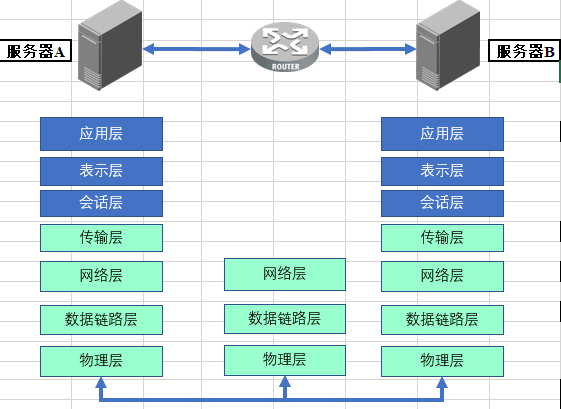 服务器A
ROUTER
服务器B
应用层
应用层
表示层
表示层
会话层
会话层
传输层
传输层
网络层
网络层
网络层
数据链路层
数据链路层
数据链路层
物理层
物理层
物理层